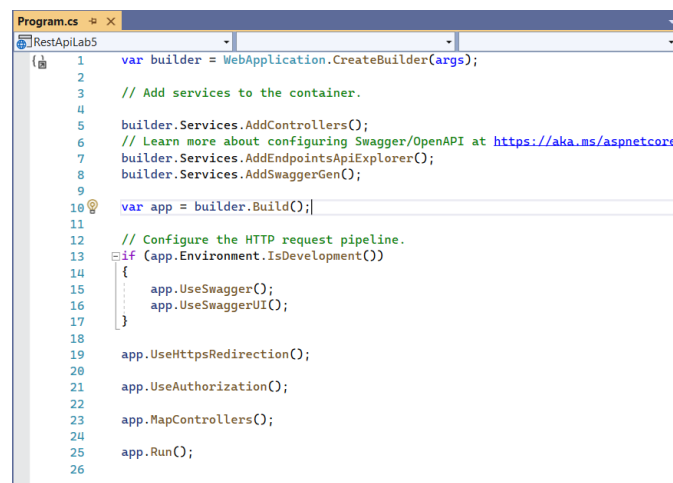 Program.cs
RestApiLab5
1 var builder = WebApplication.CreateBuilder(args);
2
3 // Add services to the container.
4
5 builder.Services.AddControllers();
6 // Learn more about configuring Swagger/OpenAPI at https://aka.ms/aspnetcore
7 builder.Services.AddEndpointsApiExplorer();
8 builder.Services.AddSwaggerGen();
9
10 var app = builder.Build();
11
12 // Configure the HTTP request pipeline.
13 if (app.Environment.IsDevelopment())
14 {
15 app.UseSwagger();
16 app.UseSwaggerUI();
17 }
18
19 app.UseHttpsRedirection();
20
21 app.UseAuthorization();
22
23 app.MapControllers();
24
25 app.Run();
26